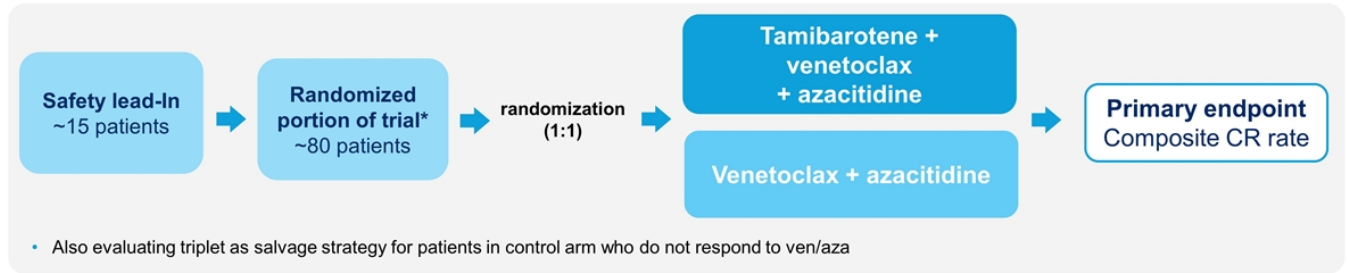 Safety lead-In
~15 patients
Randomized
portion of trial*
~80 patients
randomization
(1:1)
Tamibarotene +
venetoclax
+ azacitidine
Venetoclax + azacitidine
Primary endpoint
Composite CR rate
• Also evaluating triplet as salvage strategy for patients in control arm who do not respond to ven/aza